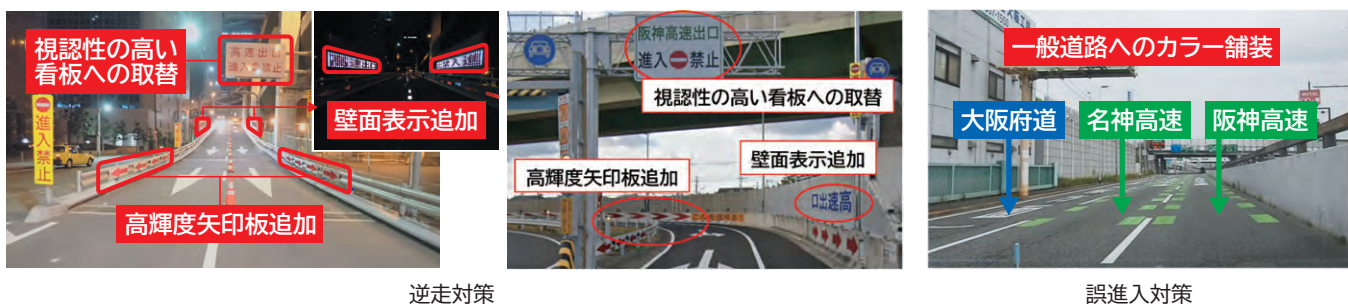 視認性の高い
看板への取替
高速出口
進入禁止
進入禁止
壁面表示追加
高輝度矢印板追加
阪神高速出口
進入禁止
視認性の高い看板への取替
高輝度矢印板追加
壁面表示追加
口出速高
一般道路へのカラー舗装
大阪府道
名神高速
阪神高速
逆走対策
誤進入対策